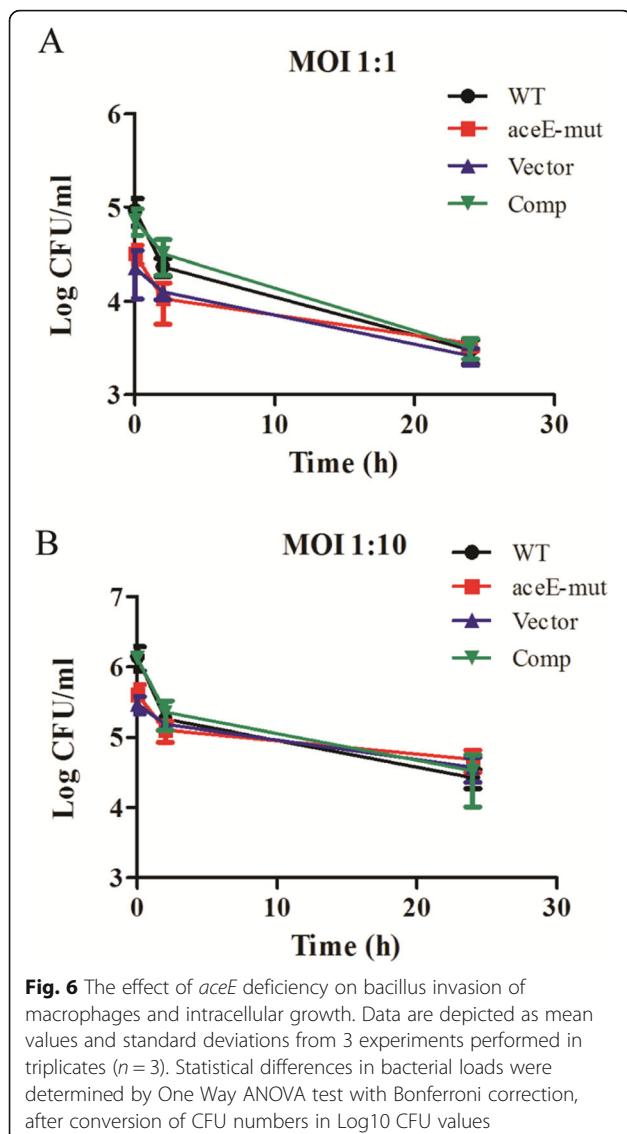 A
MOI 1:1
WT
aceE-mut
Vector
Comp
Log CFU/ml
6
5
4
3
0
10
20
30
Time (h)
B
MOI 1:10
WT
aceE-mut
Vector
Comp
Log CFU/ml
7
6
5
4
3
0
10
20
30
Time (h)
Fig. 6 The effect of aceE deficiency on bacillus invasion of
macrophages and intracellular growth. Data are depicted as mean
values and standard deviations from 3 experiments performed in
triplicates (n = 3). Statistical differences in bacterial loads were
determined by One Way ANOVA test with Bonferroni correction,
after conversion of CFU numbers in Log10 CFU values